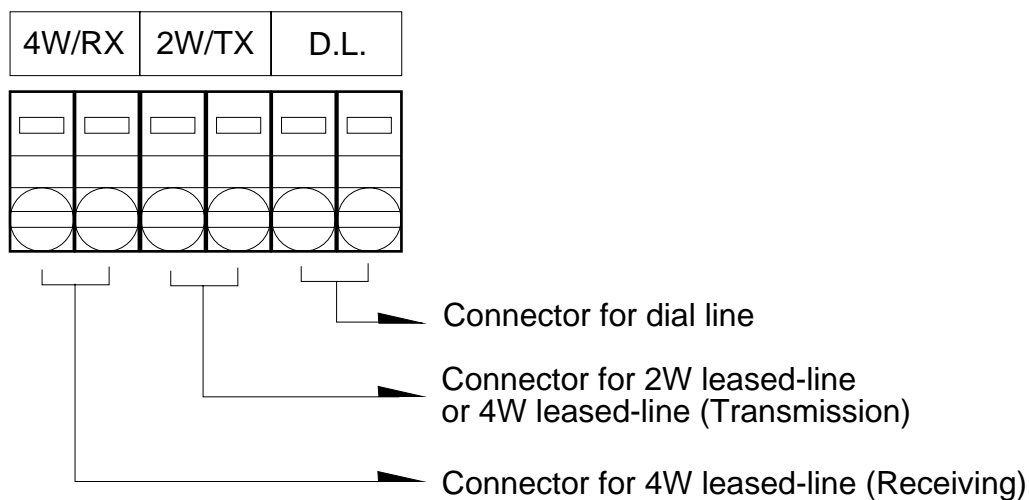 4W/RX 2W/TX D.L.
Connector for dial line
Connector for 2W leased-line
or 4W leased-line (Transmission)
Connector for 4W leased-line (Receiving)